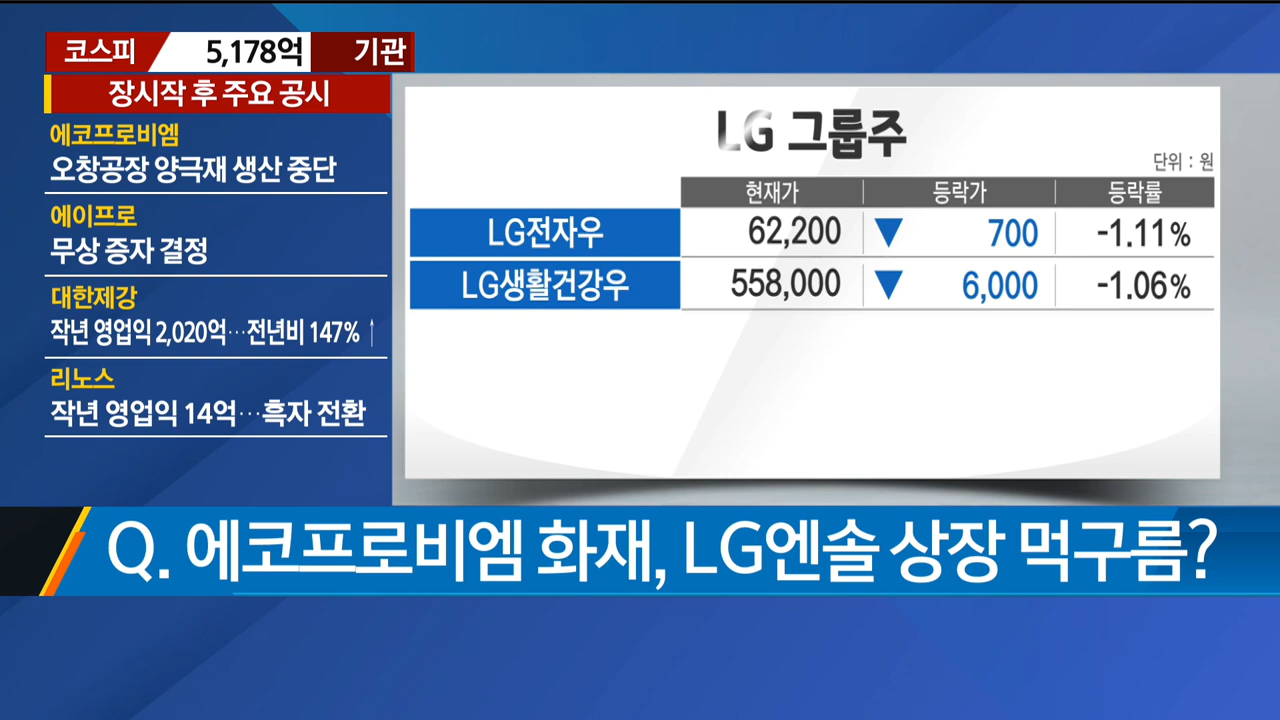 코스피 5,178억 기관
장시작 후 주요 공시
에코프로비엠
오창공장 양극재 생산 중단
에이프로
무상 증자 결정
대한제강
작년 영업익 2,020억…전년비 147% ↑
리노스
작년 영업익 14억…흑자 전환
LG 그룹주
단위 : 원
현재가 등락가 등락률
LG전자우 62,200 ▼ 700 -1.11%
LG생활건강우 558,000 ▼ 6,000 -1.06%
Q. 에코프로비엠 화재, LG엔솔 상장 먹구름?